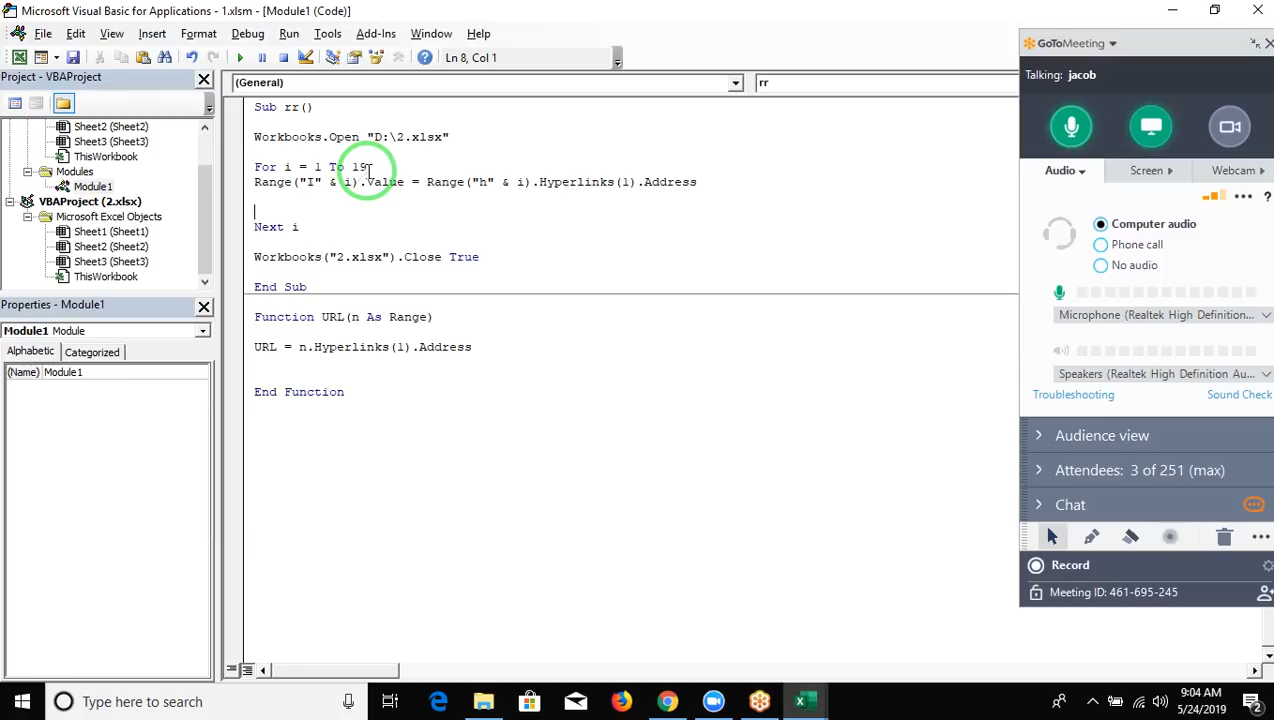 Microsoft Visual Basic for Applications - 1.xlsm - [Module1 (Code)]
File Edit View Insert Format Debug Run Tools Add-Ins Window Help
Ln 8, Col 1
Project - VBAProject
Sheet2 (Sheet2)
Sheet3 (Sheet3)
ThisWorkbook
Modules
Module1
VBAProject (2.xlsx)
Microsoft Excel Objects
Sheet1 (Sheet1)
Sheet2 (Sheet2)
Sheet3 (Sheet3)
ThisWorkbook
Properties - Module1
Module1 Module
Alphabetic Categorized
(Name) Module1
(General) rr
Sub rr()
Workbooks.Open "D:\2.xlsx"
For i = 1 To 19
Range("I" & i).Value = Range("h" & i).Hyperlinks(1).Address
Next i
Workbooks("2.xlsx").Close True
End Sub
Function URL(n As Range)
URL = n.Hyperlinks(1).Address
End Function
GoToMeeting
Talking: jacob
Audio Screen Webcam
Computer audio
Phone call
No audio
Microphone (Realtek High Definition...
Speakers (Realtek High Definition Au...
Troubleshooting Sound Check
Audience view
Attendees: 3 of 251 (max)
Chat
Record
Meeting ID: 461-695-245
Type here to search
9:04 AM
5/24/2019
2